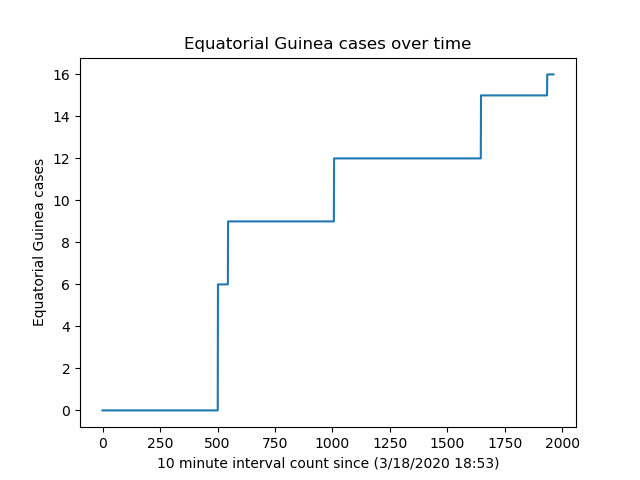 Equatorial Guinea cases over time
Equatorial Guinea cases
16
14
12
10
8
6
4
2
0
0 250 500 750 1000 1250 1500 1750 2000
10 minute interval count since (3/18/2020 18:53)